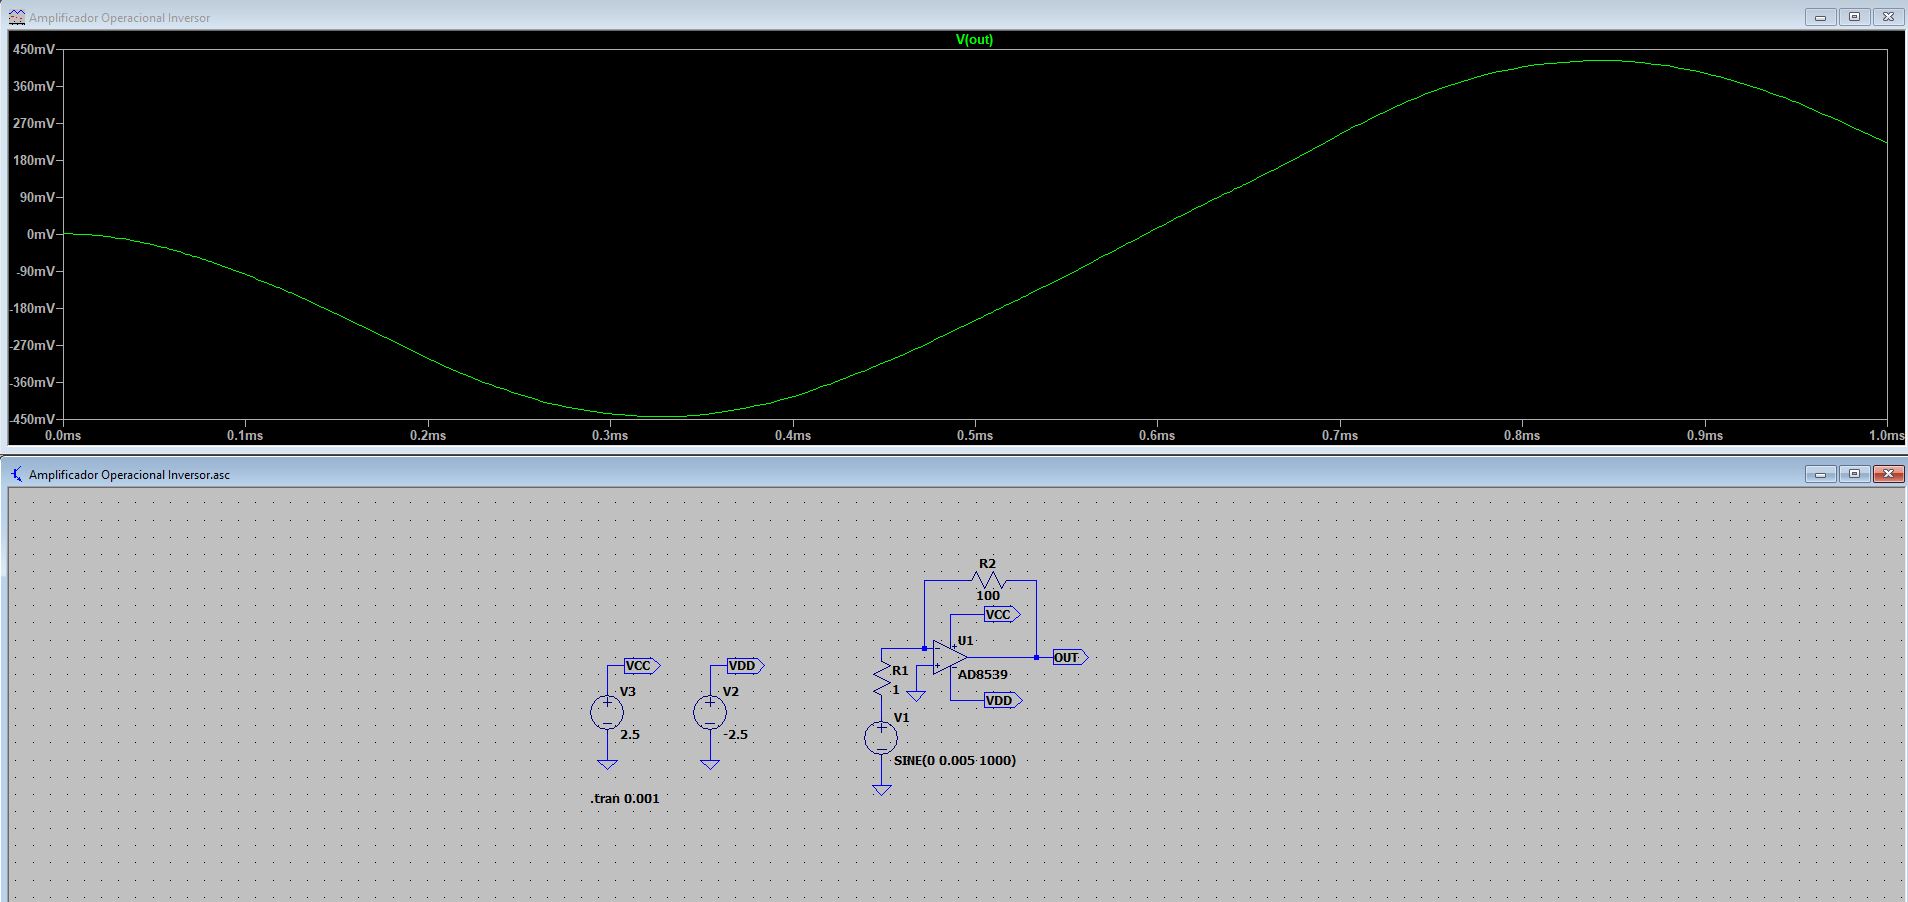 Amplificador Operacional Inversor
V(out)
450mV
360mV
270mV
180mV
90mV
0mV
-90mV
-180mV
-270mV
-360mV
-450mV
0.0ms 0.1ms 0.2ms 0.3ms 0.4ms 0.5ms 0.6ms 0.7ms 0.8ms 0.9ms 1.0ms
Amplificador Operacional Inversor.asc
R2
100
VCC
U1
OUT
AD8539
VDD
R1
1
V1
SINE(0 0.005 1000)
VCC
V3
2.5
VDD
V2
-2.5
.tran 0.001